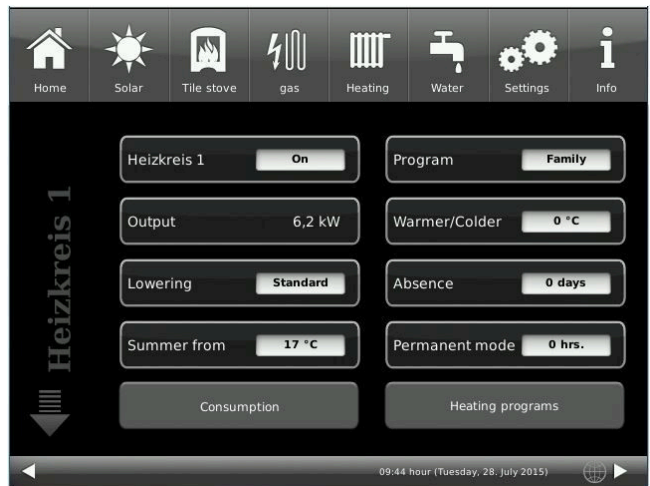 Home Solar Tile stove gas Heating Water Settings Info
Heizkreis 1
Heizkreis 1 On
Program Family
Output 6,2 kW
Warmer/Colder 0 °C
Lowering Standard
Absence 0 days
Summer from 17 °C
Permanent mode 0 hrs.
Consumption
Heating programs
09:44 hour (Tuesday, 28. July 2015)